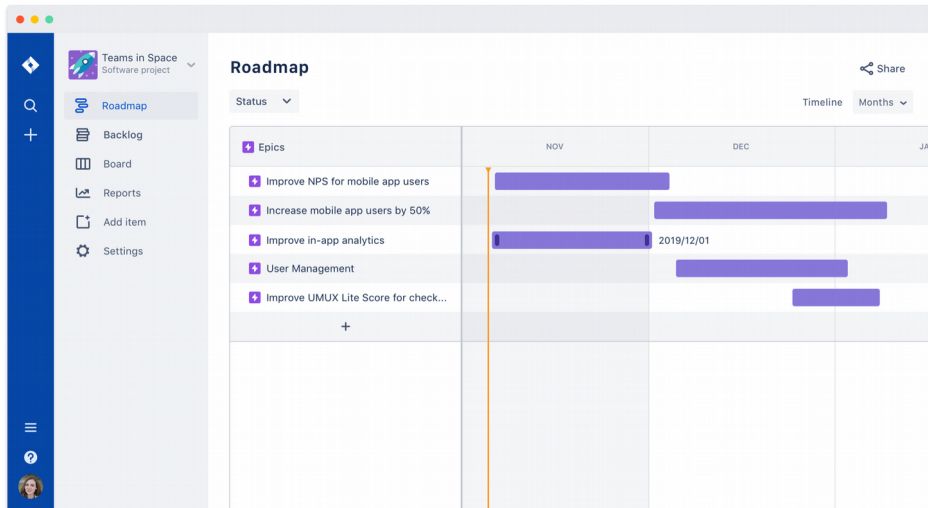 Teams in Space
Software project
Roadmap
Backlog
Board
Reports
Add item
Settings
Roadmap
Share
Status
Timeline
Months
Epics
NOV
DEC
JA
Improve NPS for mobile app users
Increase mobile app users by 50%
Improve in-app analytics
2019/12/01
User Management
Improve UMUX Lite Score for check...